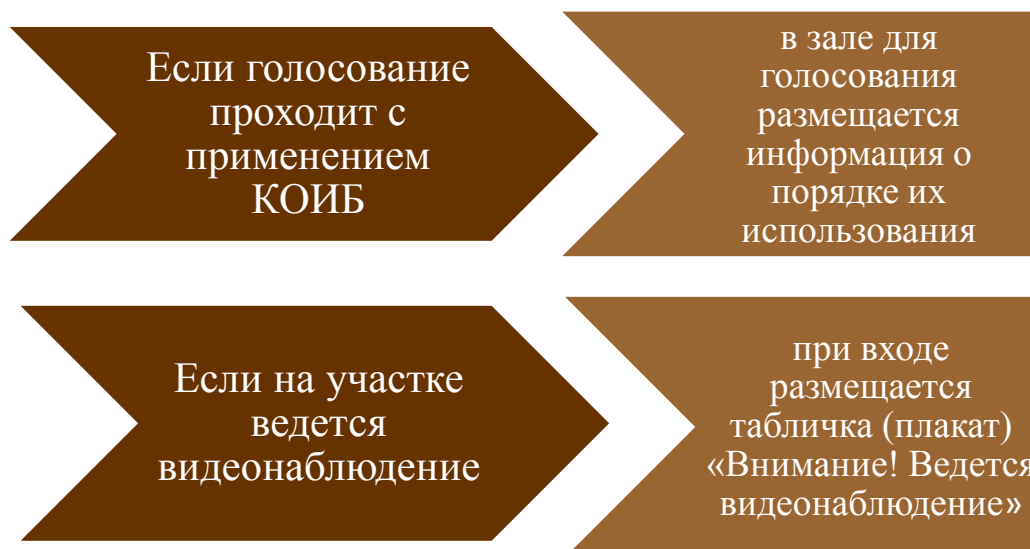 Если голосование
проходит с
применением
КОИБ
в зале для
голосования
размещается
информация о
порядке их
использования
Если на участке
ведется
видеонаблюдение
при входе
размещается
табличка (плакат)
«Внимание! Ведется
видеонаблюдение»